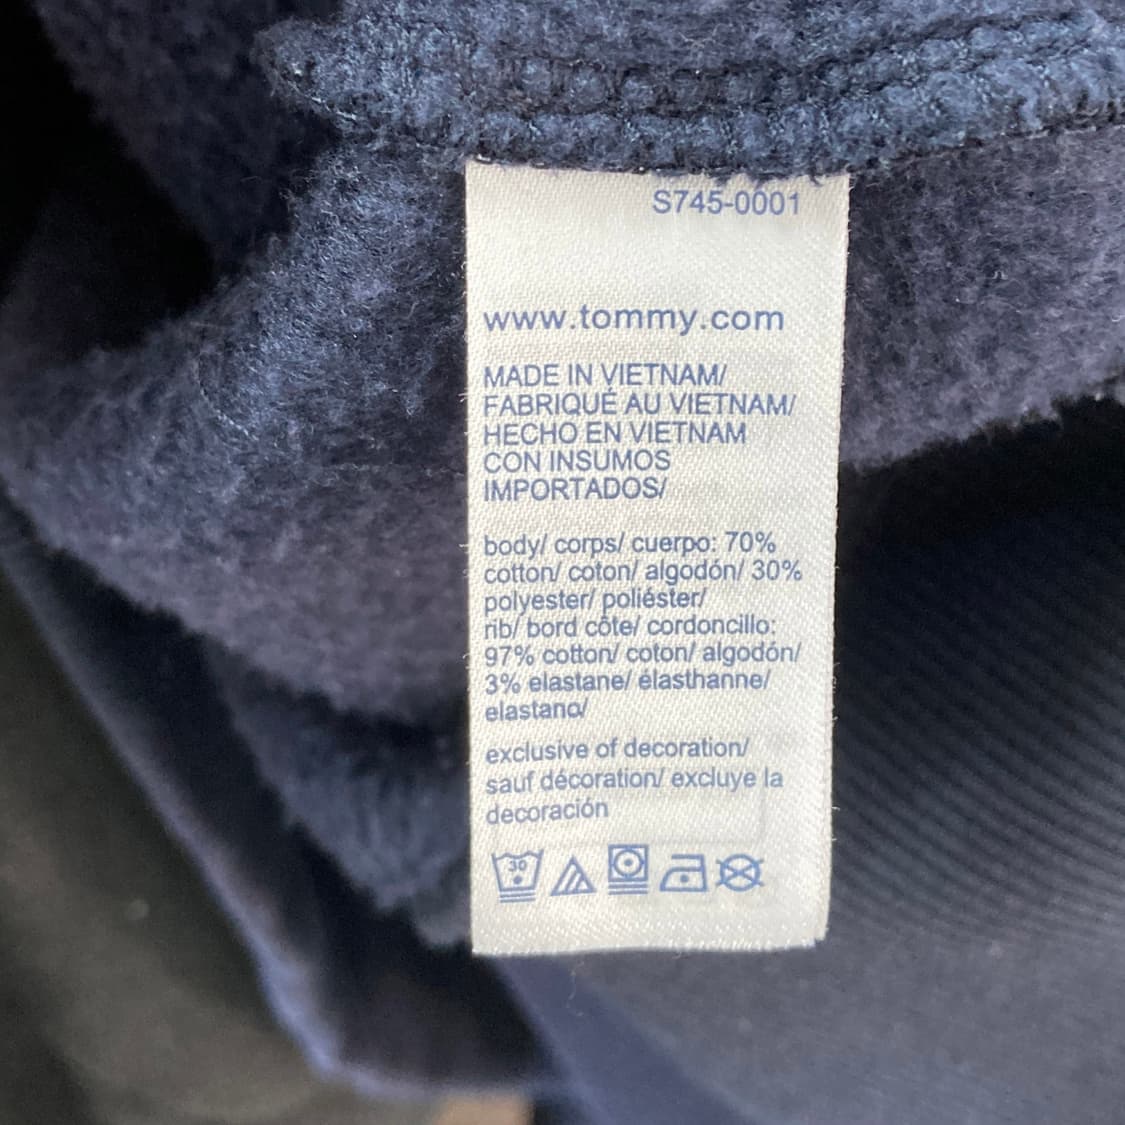 S745-0001
www.tommy.com
MADE IN VIETNAM/
FABRIQUÉ AU VIETNAM/
HECHO EN VIETNAM
CON INSUMOS
IMPORTADOS/
body/ corps/ cuerpo: 70%
cotton/ coton/ algodón/ 30%
polyester/ poliéster/
rib/ bord côte/ cordoncillo:
97% cotton/ coton/ algodón/
3% elastane/ élasthanne/
elastano/
exclusive of decoration/
sauf décoration/ excluye la
decoración
30